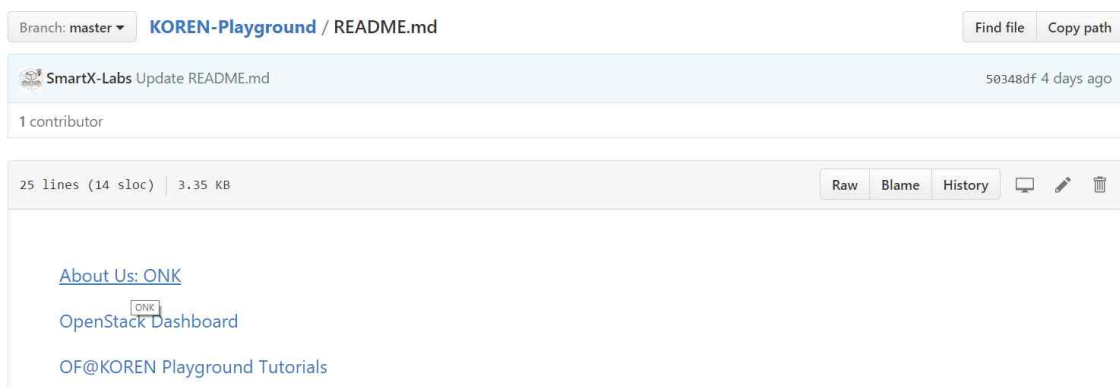 Branch: master KOREN-Playground / README.md Find file Copy path
SmartX-Labs Update README.md 50348df 4 days ago
1 contributor
25 lines (14 sloc) 3.35 KB Raw Blame History
About Us: ONK
ONK
OpenStack Dashboard
OF@KOREN Playground Tutorials